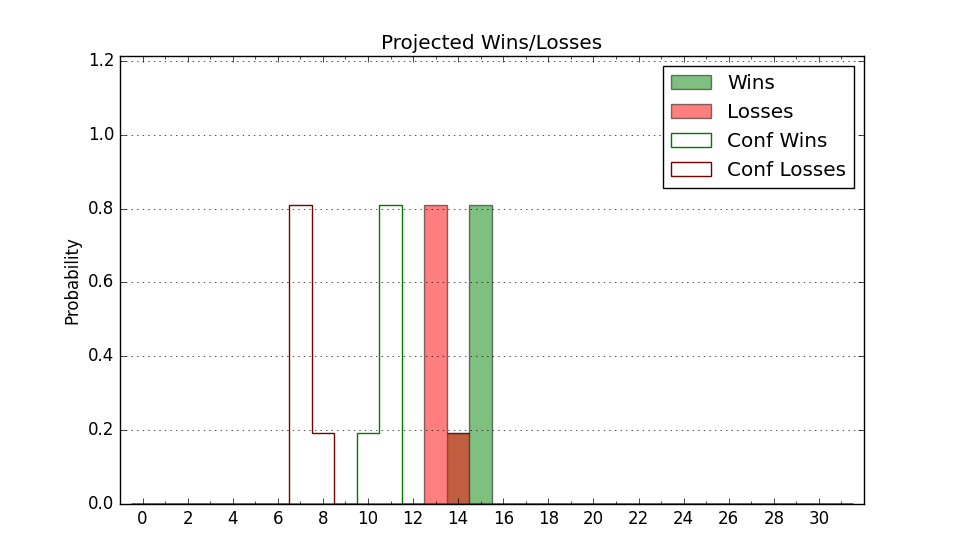 Projected Wins/Losses
1.2
1.0
0.8
0.6
0.4
0.2
0.0
Probability
Wins
Losses
Conf Wins
Conf Losses
0 2 4 6 8 10 12 14 16 18 20 22 24 26 28 30